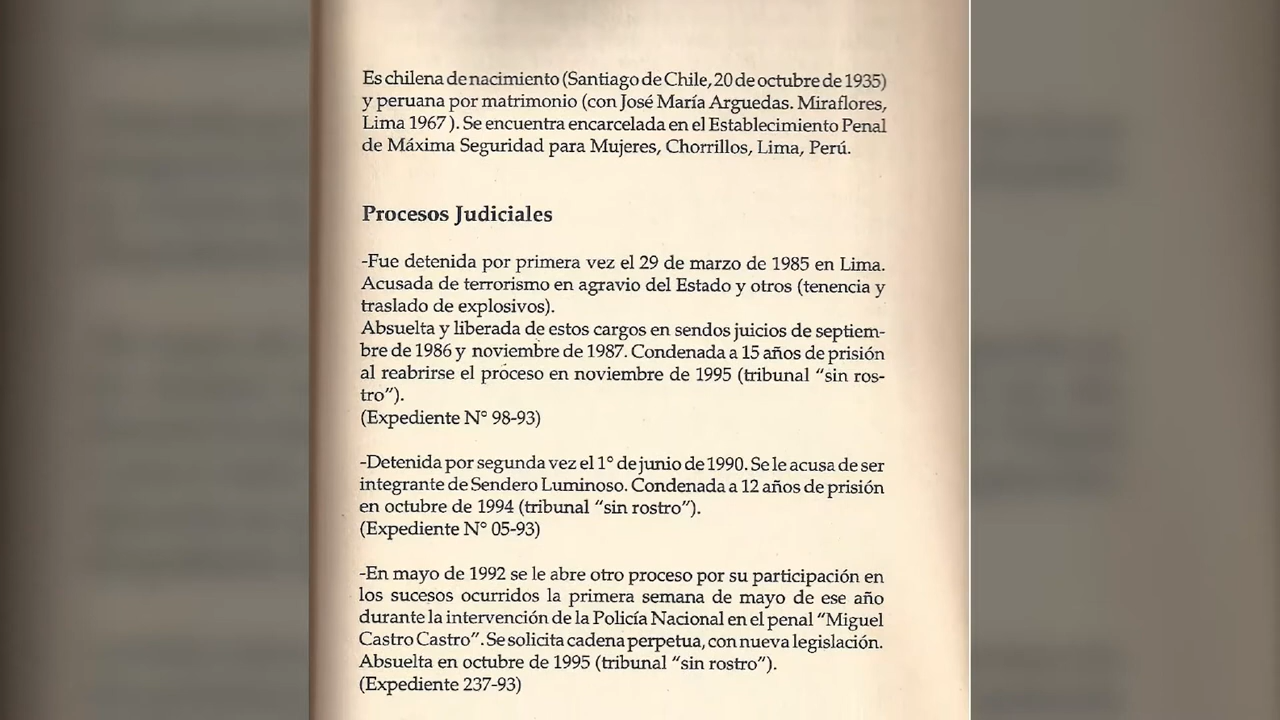 Es chilena de nacimiento (Santiago de Chile, 20 de octubre de 1935)
y peruana por matrimonio (con José María Arguedas. Miraflores,
Lima 1967). Se encuentra encarcelada en el Establecimiento Penal
de Máxima Seguridad para Mujeres, Chorrillos, Lima, Perú.
Procesos Judiciales
-Fue detenida por primera vez el 29 de marzo de 1985 en Lima.
Acusada de terrorismo en agravio del Estado y otros (tenencia y
traslado de explosivos).
Absuelta y liberada de estos cargos en sendos juicios de septiem-
bre de 1986 y noviembre de 1987. Condenada a 15 años de prisión
al reabrirse el proceso en noviembre de 1995 (tribunal “sin ros-
tro”).
(Expediente N° 98-93)
-Detenida por segunda vez el 1° de junio de 1990. Se le acusa de ser
integrante de Sendero Luminoso. Condenada a 12 años de prisión
en octubre de 1994 (tribunal “sin rostro”).
(Expediente N° 05-93)
-En mayo de 1992 se le abre otro proceso por su participación en
los sucesos ocurridos la primera semana de mayo de ese año
durante la intervención de la Policía Nacional en el penal “Miguel
Castro Castro”. Se solicita cadena perpetua, con nueva legislación.
Absuelta en octubre de 1995 (tribunal “sin rostro”).
(Expediente 237-93)